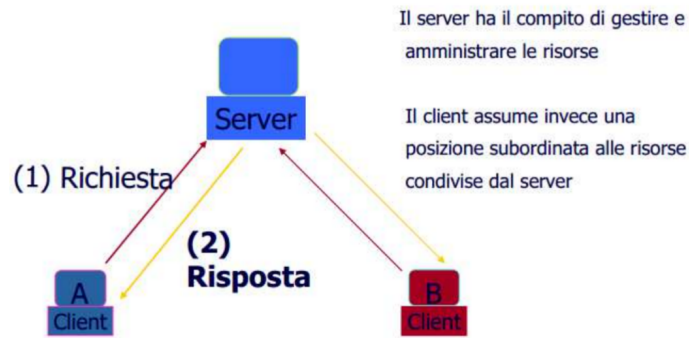 Il server ha il compito di gestire e
amministrare le risorse
Server
Il client assume invece una
posizione subordinata alle risorse
condivise dal server
(1) Richiesta
(2)
Risposta
A
Client
B
Client